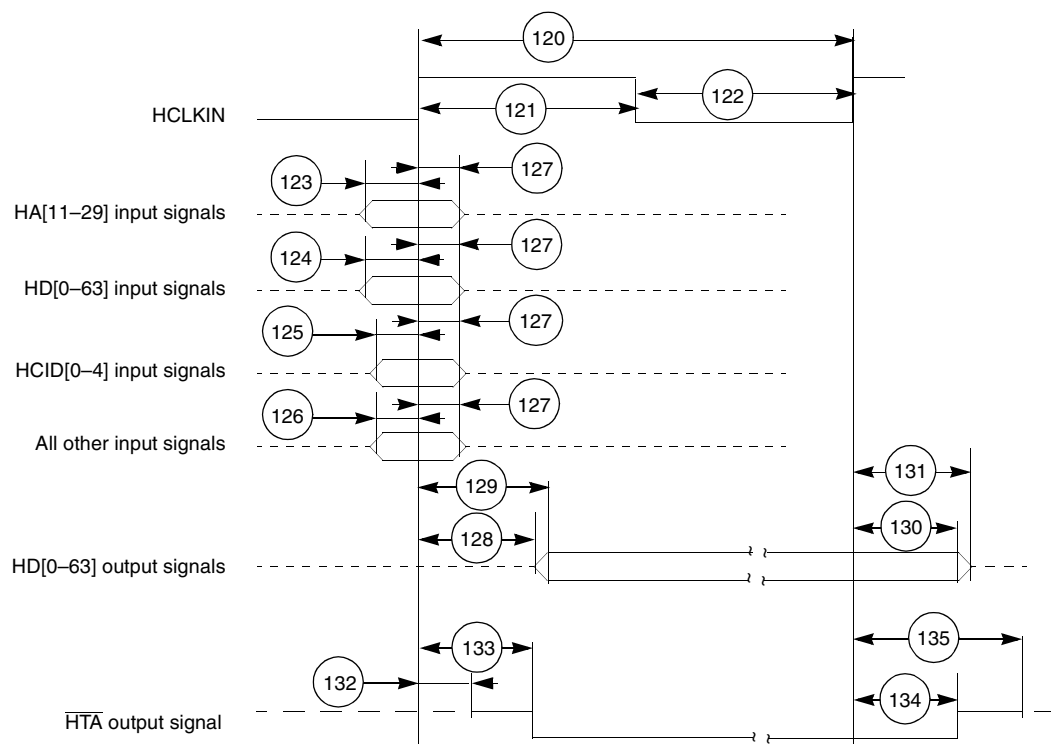 120
121
122
HCLKIN
123
127
HA[11–29] input signals
124
127
HD[0–63] input signals
125
127
HCID[0–4] input signals
126
127
All other input signals
129
131
128
130
HD[0–63] output signals
133
135
132
134
HTA output signal